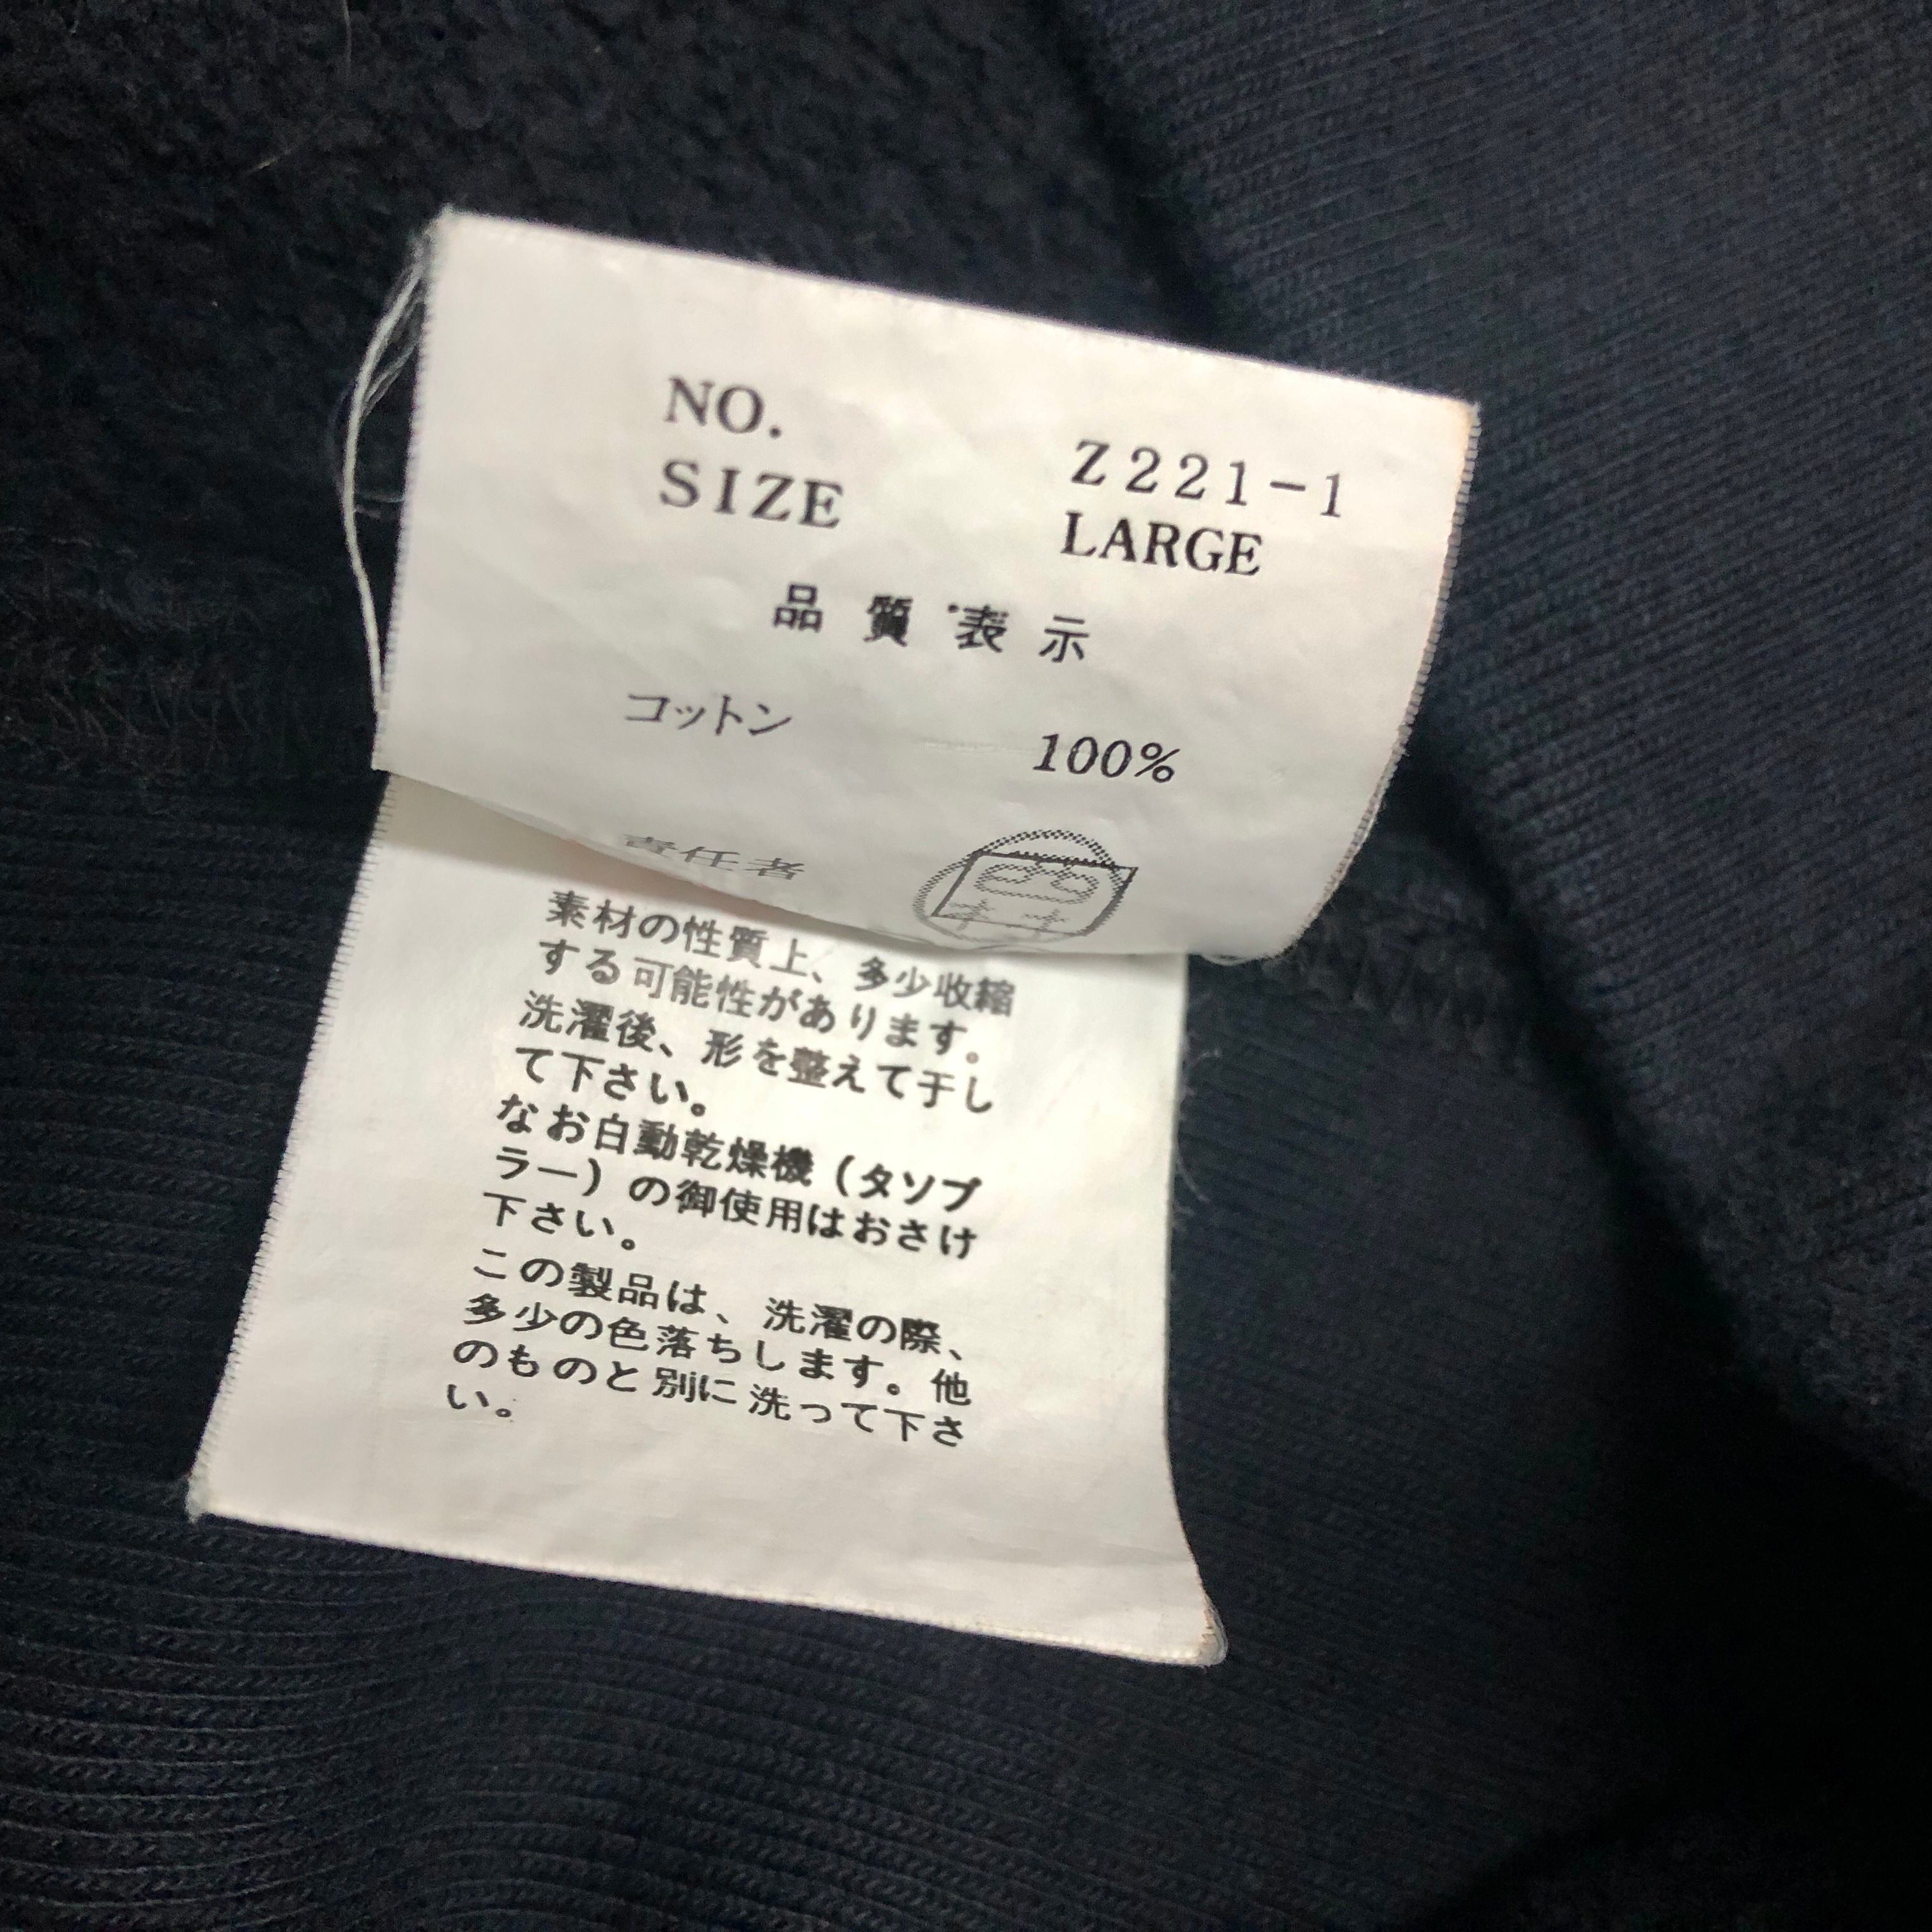 NO. Z221-1
SIZE LARGE
品質表示
コットン 100%
責任者
素材の性質上、多少収縮
する可能性があります。
洗濯後、形を整えて干し
て下さい。
なお自動乾燥機（タソブ
ラー）の御使用はおさけ
下さい。
この製品は、洗濯の際、
多少の色落ちします。他
のものと別に洗って下さ
い。